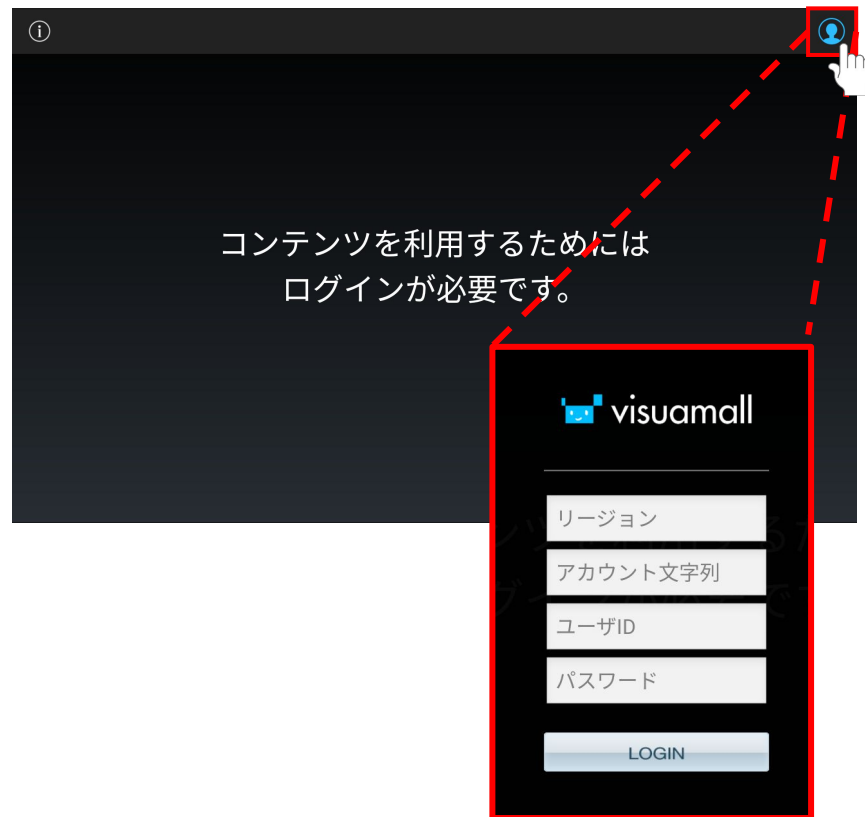 コンテンツを利用するためには
ログインが必要です。
visuamall
リージョン
アカウント文字列
ユーザID
パスワード
LOGIN